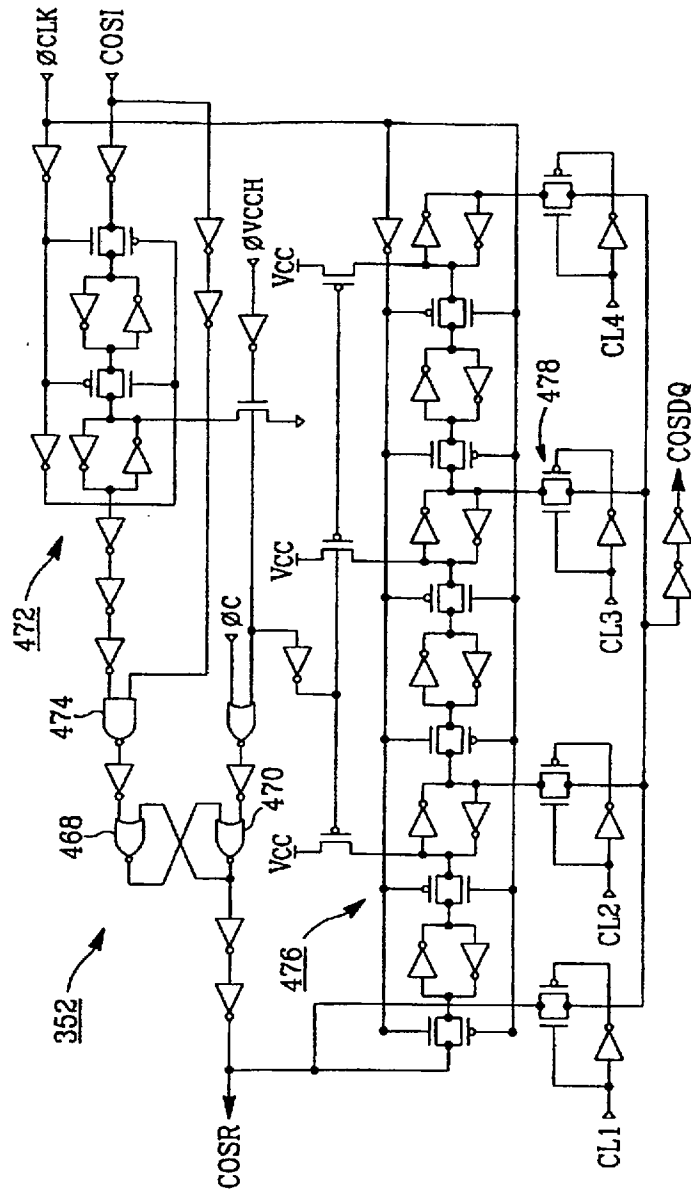 ØCLK
COSI
472
ØVCCH
474
ØC
468
470
352
VCC
VCC
VCC
476
COSR
478
CL1
CL2
CL3
CL4
COSDQ